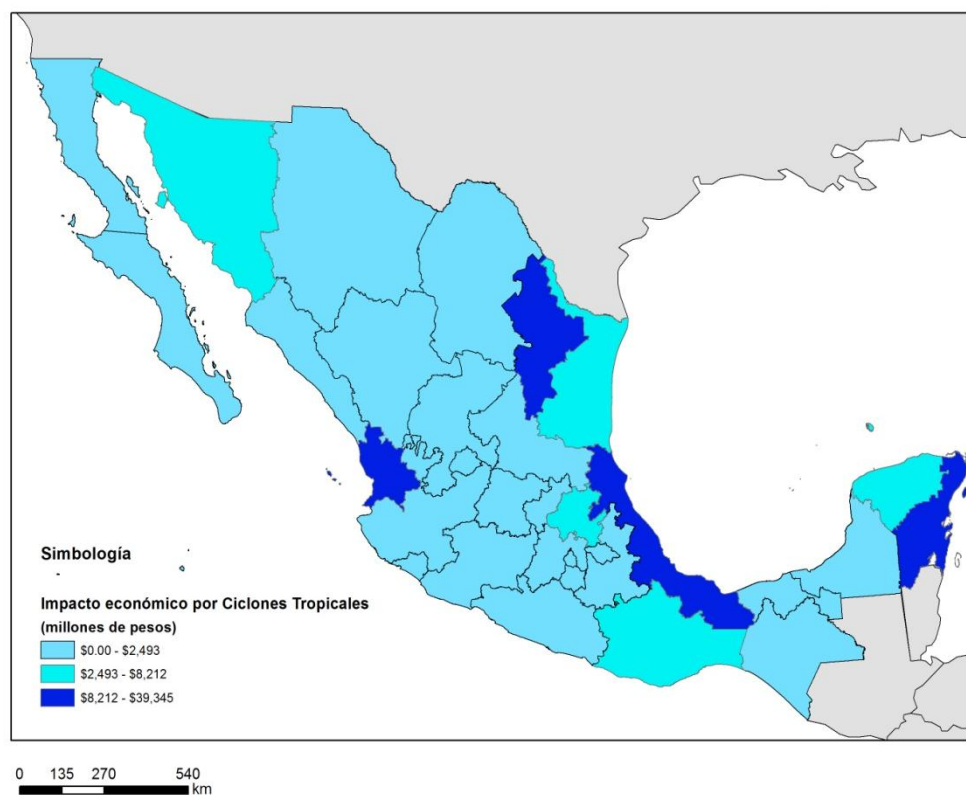 Simbología
Impacto económico por Ciclones Tropicales
(millones de pesos)
$0.00 - $2,493
$2,493 - $8,212
$8,212 - $39,345
0 135 270 540
km